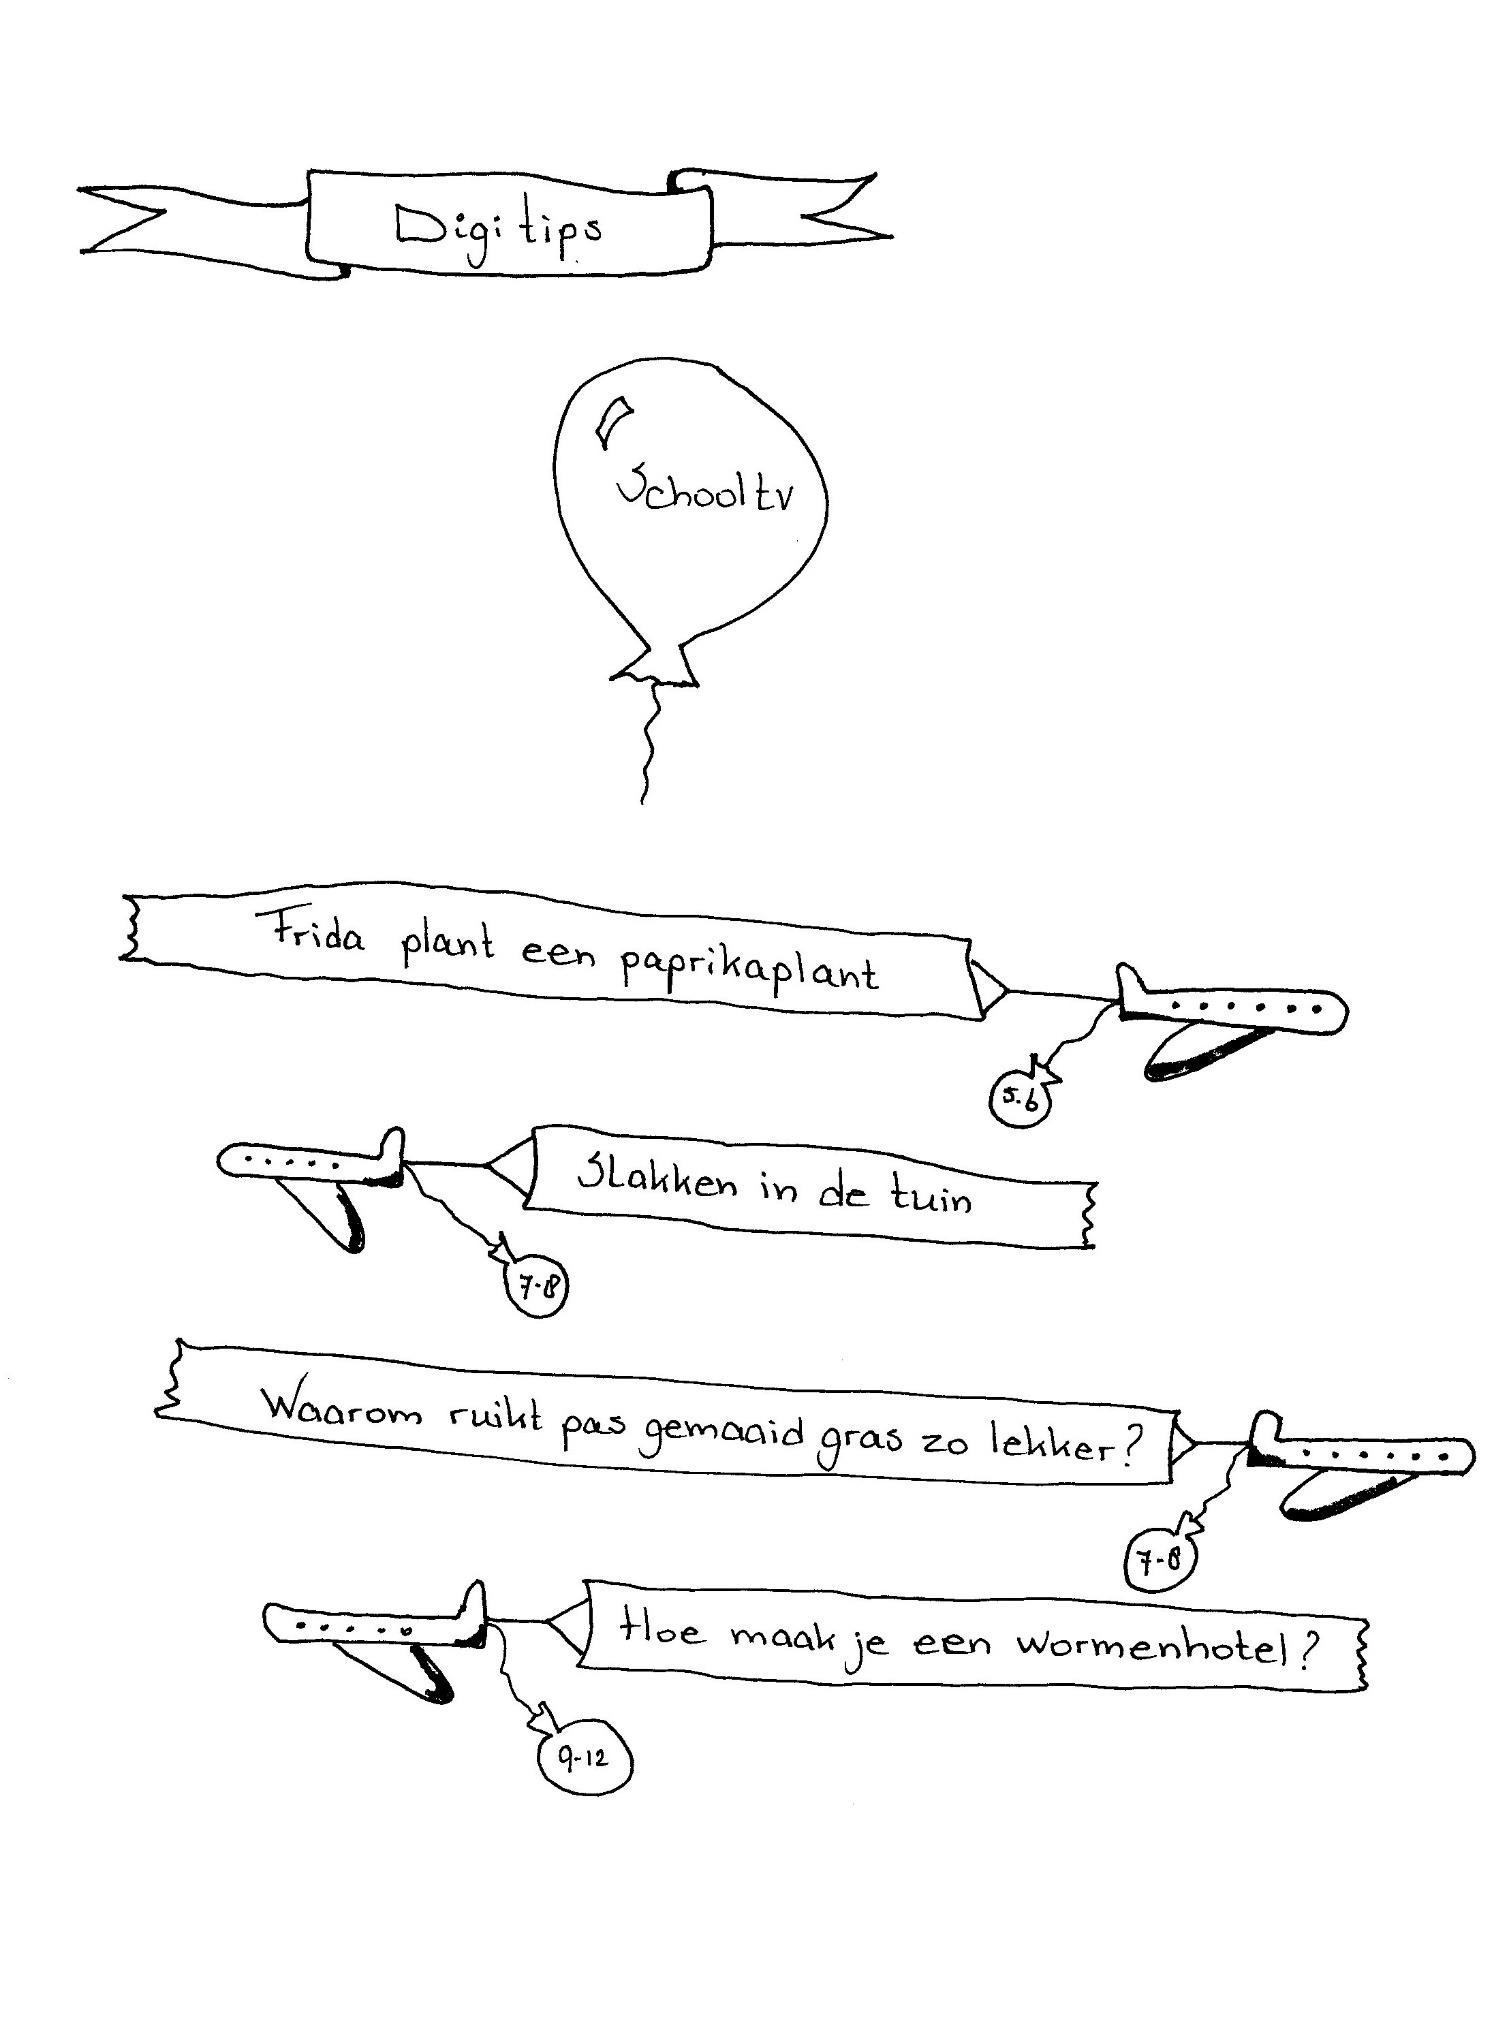 Digi tips
Schooltv
Frida plant een paprikaplant
5.6
Slakken in de tuin
7-8
Waarom ruikt pas gemaaid gras zo lekker?
7-8
Hoe maak je een wormenhotel?
9-12